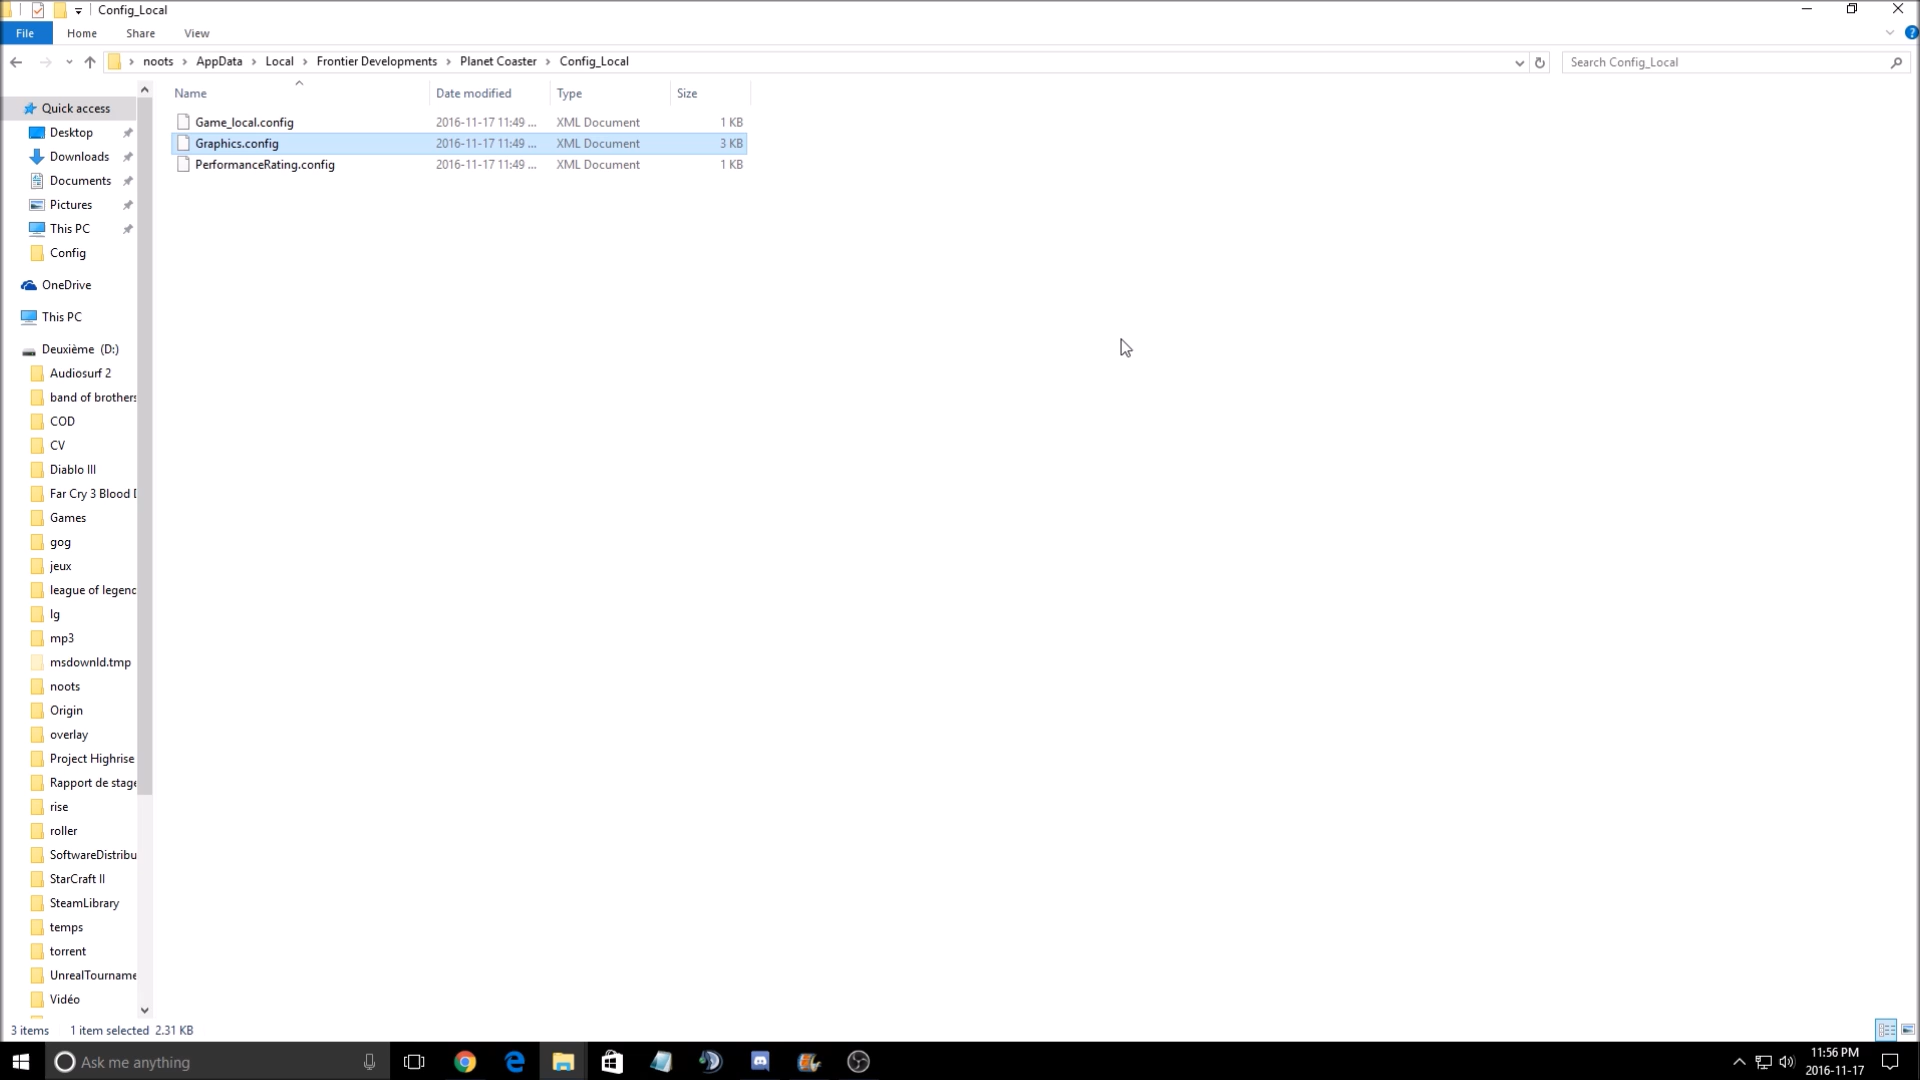 Config_Local
File Home Share View
noots AppData Local Frontier Developments Planet Coaster Config_Local
Search Config_Local
Name Date modified Type Size
Game_local.config 2016-11-17 11:49 ... XML Document 1 KB
Graphics.config 2016-11-17 11:49 ... XML Document 3 KB
PerformanceRating.config 2016-11-17 11:49 ... XML Document 1 KB
Quick access
Desktop
Downloads
Documents
Pictures
This PC
Config
OneDrive
This PC
Deuxième (D:)
Audiosurf 2
band of brothers
COD
CV
Diablo III
Far Cry 3 Blood
Games
gog
jeux
league of legenc
lg
mp3
msdownld.tmp
noots
Origin
overlay
Project Highrise
Rapport de stage
rise
roller
SoftwareDistribu
StarCraft II
SteamLibrary
temps
torrent
UnrealTourname
Vidéo
3 items 1 item selected 2.31 KB
Ask me anything
11:56 PM
2016-11-17